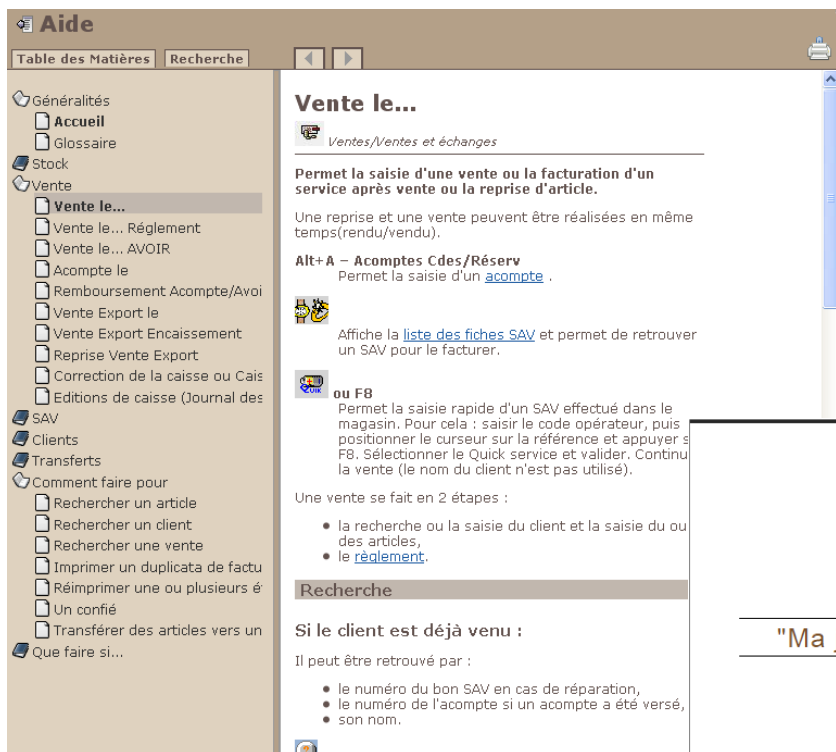 Aide
Table des Matières
Recherche
Généralités
Accueil
Glossaire
Stock
Vente
Vente le...
Vente le... Réglement
Vente le... AVOIR
Acompte le
Remboursement Acompte/Avoi
Vente Export le
Vente Export Encaissement
Reprise Vente Export
Correction de la caisse ou Cais
Editions de caisse (Journal des
SAV
Clients
Transferts
Comment faire pour
Rechercher un article
Rechercher un client
Rechercher une vente
Imprimer un duplicata de factu
Réimprimer une ou plusieurs é
Un confié
Transférer des articles vers un
Que faire si...
Vente le...
Ventes/Ventes et échanges
Permet la saisie d'une vente ou la facturation d'un
service après vente ou la reprise d'article.
Une reprise et une vente peuvent être réalisées en même
temps(rendu/vendu).
Alt+A – Acomptes Cdes/Réserv
Permet la saisie d'un acompte .
Affiche la liste des fiches SAV et permet de retrouver
un SAV pour le facturer.
ou F8
Permet la saisie rapide d'un SAV effectué dans le
magasin. Pour cela : saisir le code opérateur, puis
positionner le curseur sur la référence et appuyer s
F8. Sélectionner le Quick service et valider. Continu
la vente (le nom du client n'est pas utilisé).
Une vente se fait en 2 étapes :
la recherche ou la saisie du client et la saisie du ou
des articles,
le règlement.
Recherche
Si le client est déjà venu :
Il peut être retrouvé par :
le numéro du bon SAV en cas de réparation,
le numéro de l'acompte si un acompte a été versé,
son nom.
"Ma